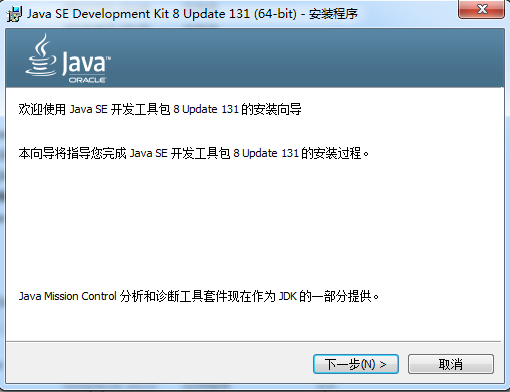 Java SE Development Kit 8 Update 131 (64-bit) - 安装程序
Java™
ORACLE
欢迎使用 Java SE 开发工具包 8 Update 131 的安装向导
本向导将指导您完成 Java SE 开发工具包 8 Update 131 的安装过程。
Java Mission Control 分析和诊断工具套件现在作为 JDK 的一部分提供。
下一步(N) >
取消